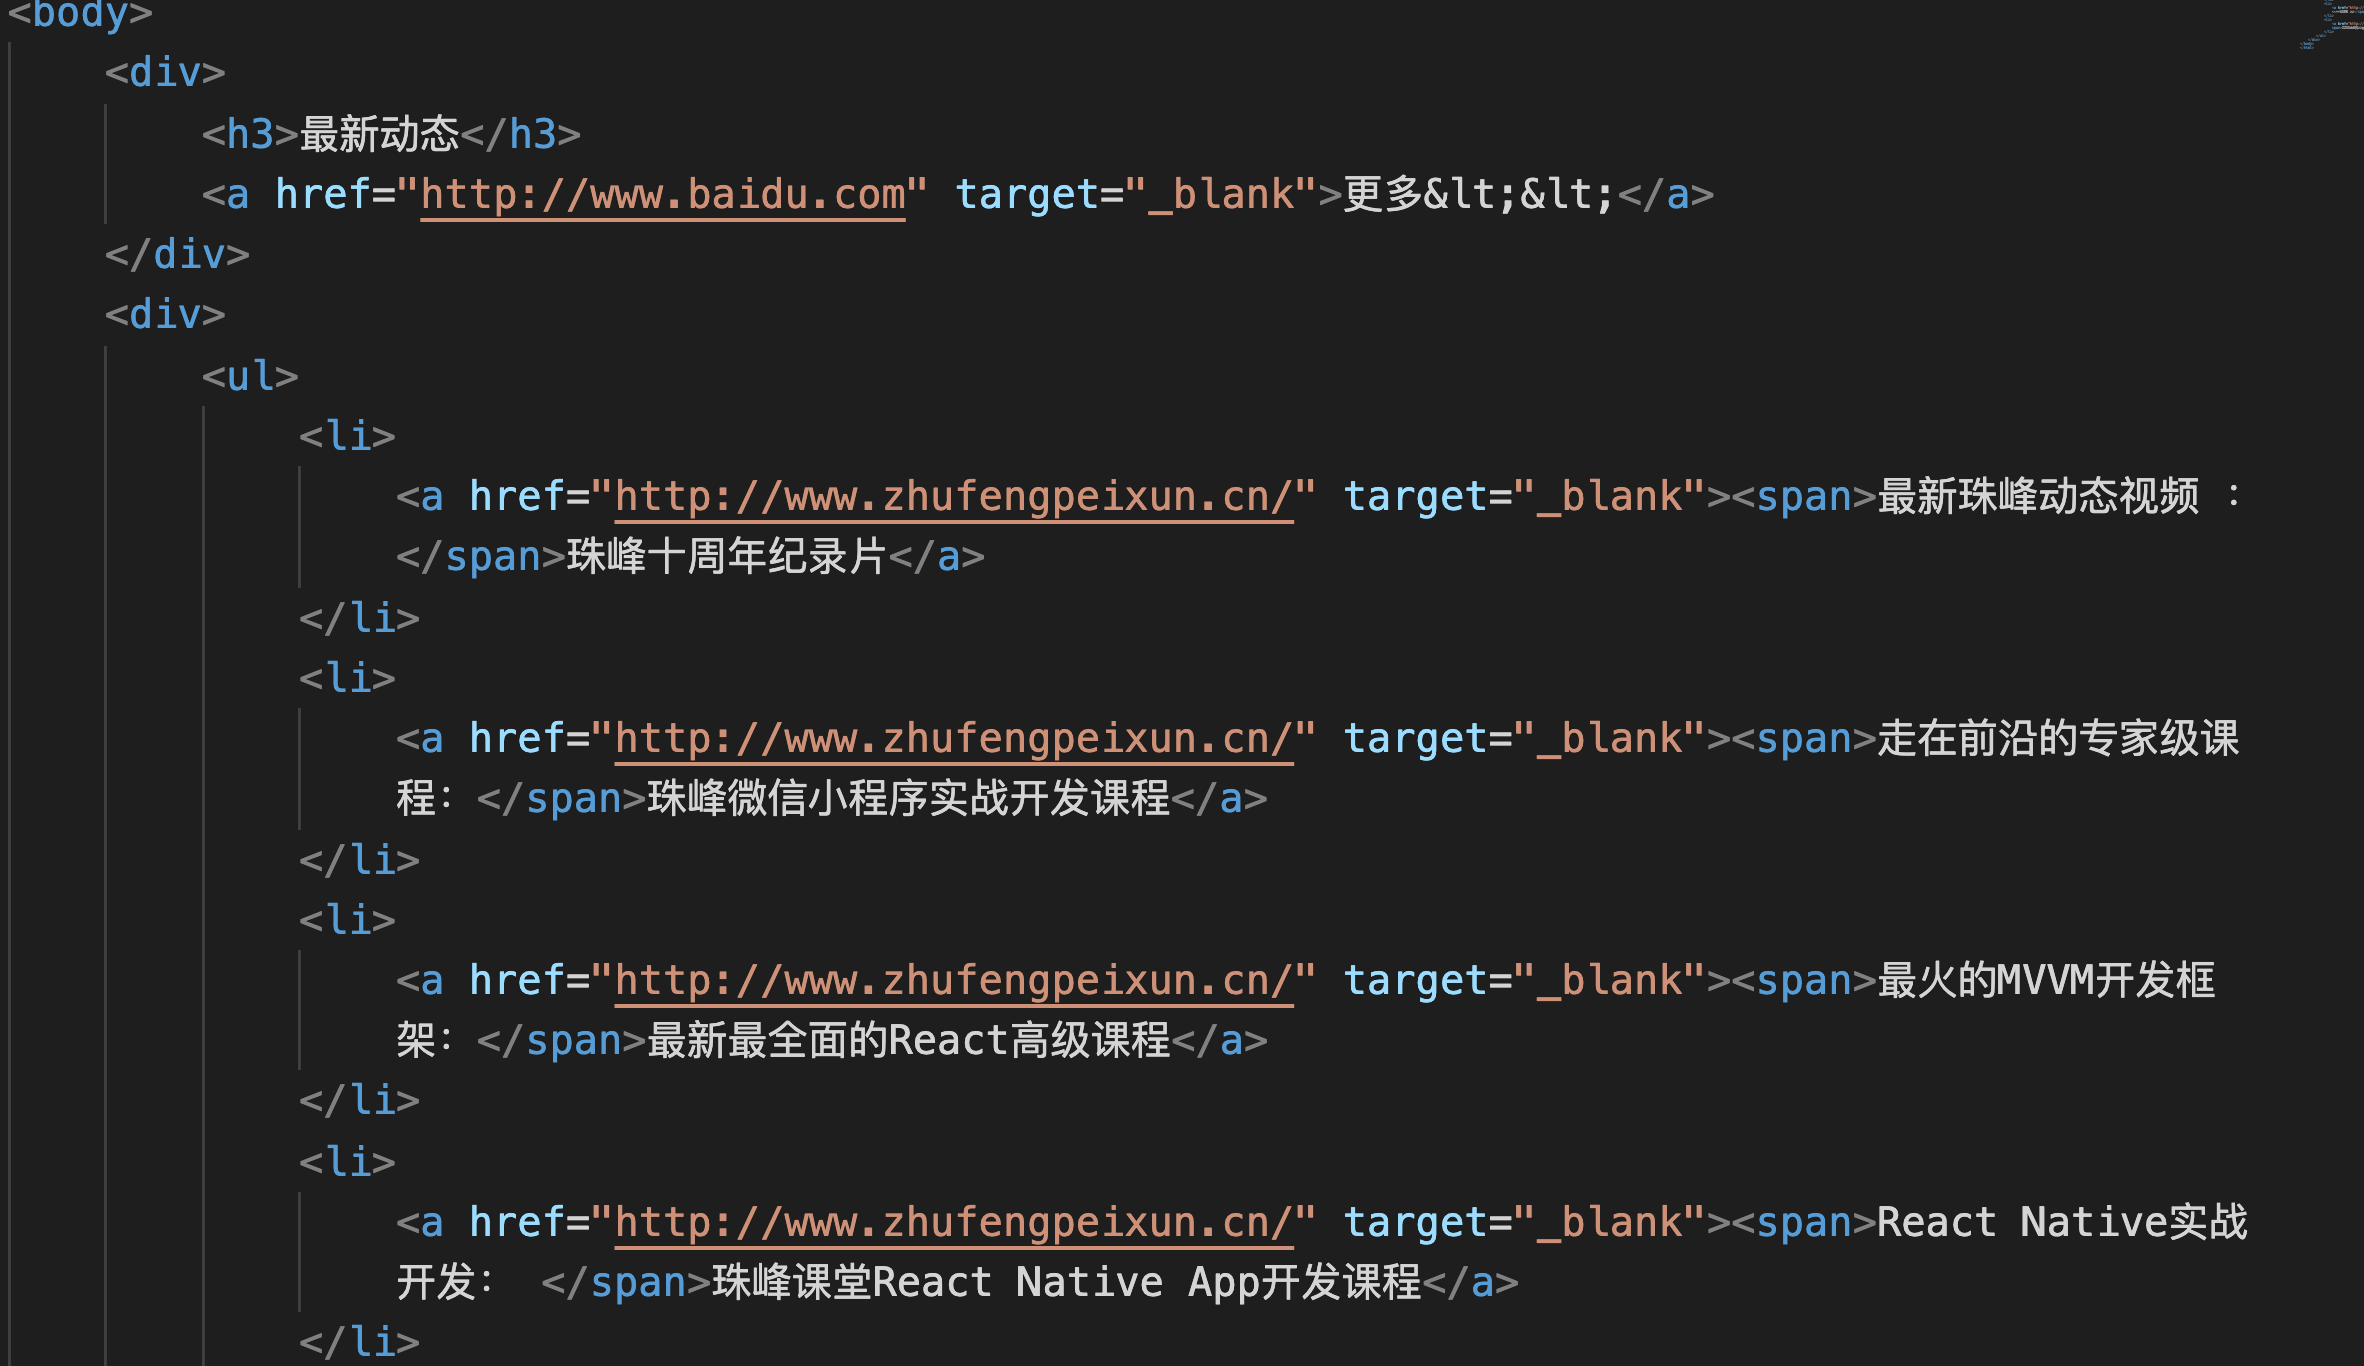 <body>
<div>
<h3>最新动态</h3>
<a href="http://www.baidu.com" target="_blank">更多&lt;&lt;</a>
</div>
<div>
<ul>
<li>
<a href="http://www.zhufengpeixun.cn/" target="_blank"><span>最新珠峰动态视频 :
</span>珠峰十周年纪录片</a>
</li>
<li>
<a href="http://www.zhufengpeixun.cn/" target="_blank"><span>走在前沿的专家级课
程: </span>珠峰微信小程序实战开发课程</a>
</li>
<li>
<a href="http://www.zhufengpeixun.cn/" target="_blank"><span>最火的MVVM开发框
架: </span>最新最全面的React高级课程</a>
</li>
<li>
<a href="http://www.zhufengpeixun.cn/" target="_blank"><span>React Native实战
开发: </span>珠峰课堂React Native App开发课程</a>
</li>